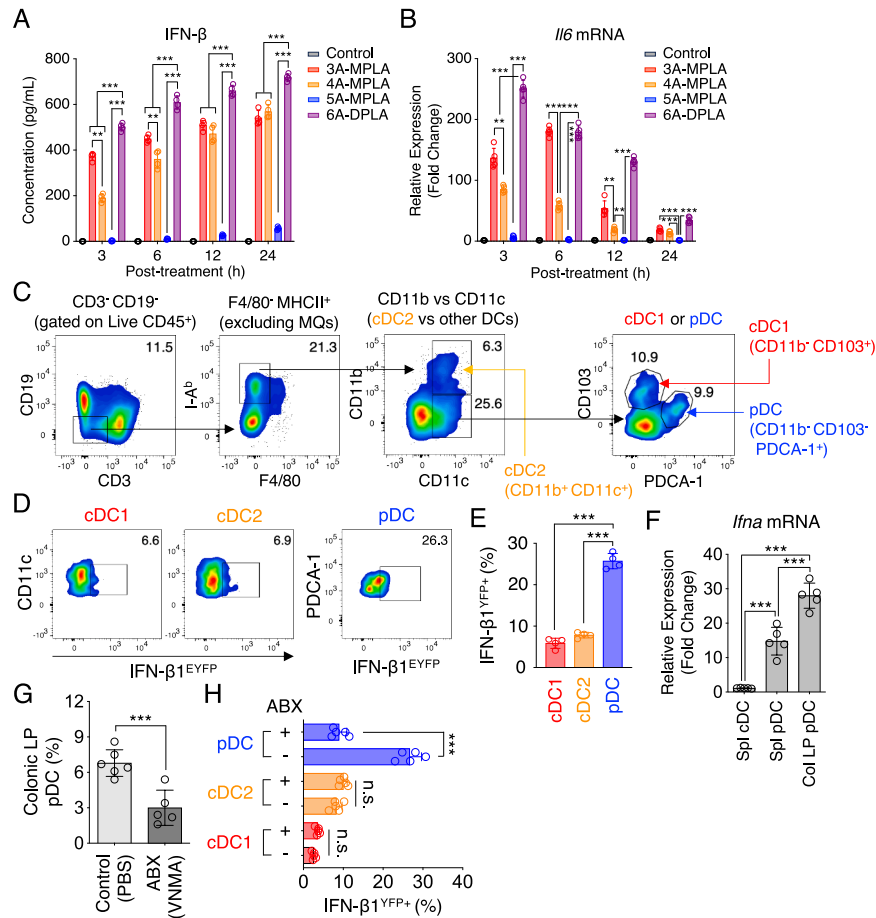 A
IFN-β
Concentration (pg/mL)
800
600
400
200
0
3
6
12
24
Post-treatment (h)
***
***
**
***
***
**
***
***
***
***
Control
3A-MPLA
4A-MPLA
5A-MPLA
6A-DPLA
B
Il6 mRNA
Relative Expression
(Fold Change)
300
200
100
0
3
6
12
24
Post-treatment (h)
***
***
**
***
***
***
***
**
**
***
***
***
Control
3A-MPLA
4A-MPLA
5A-MPLA
6A-DPLA
C
CD3⁻ CD19⁻
(gated on Live CD45⁺)
11.5
CD19
CD3
F4/80⁻ MHCII⁺
(excluding MQs)
21.3
I-Aᵇ
F4/80
CD11b vs CD11c
(cDC2 vs other DCs)
6.3
25.6
CD11b
CD11c
cDC2
(CD11b⁺ CD11c⁺)
cDC1 or pDC
10.9
9.9
CD103
PDCA-1
cDC1
(CD11b⁻ CD103⁺)
pDC
(CD11b⁻ CD103⁻
PDCA-1⁺)
D
cDC1
6.6
CD11c
cDC2
6.9
IFN-β1ᴱʸᶠᴾ
pDC
26.3
PDCA-1
IFN-β1ᴱʸᶠᴾ
E
IFN-β1ʸᶠᴾ⁺ (%)
30
20
10
0
***
***
cDC1
cDC2
pDC
F
Ifna mRNA
Relative Expression
(Fold Change)
40
30
20
10
0
***
***
***
Spl cDC
Spl pDC
Col LP pDC
G
Colonic LP
pDC (%)
12
9
6
3
0
***
Control
(PBS)
ABX
(VNMA)
H
ABX
pDC
+
-
***
cDC2
+
-
n.s.
cDC1
+
-
n.s.
0 10 20 30 40
IFN-β1ʸᶠᴾ⁺ (%)